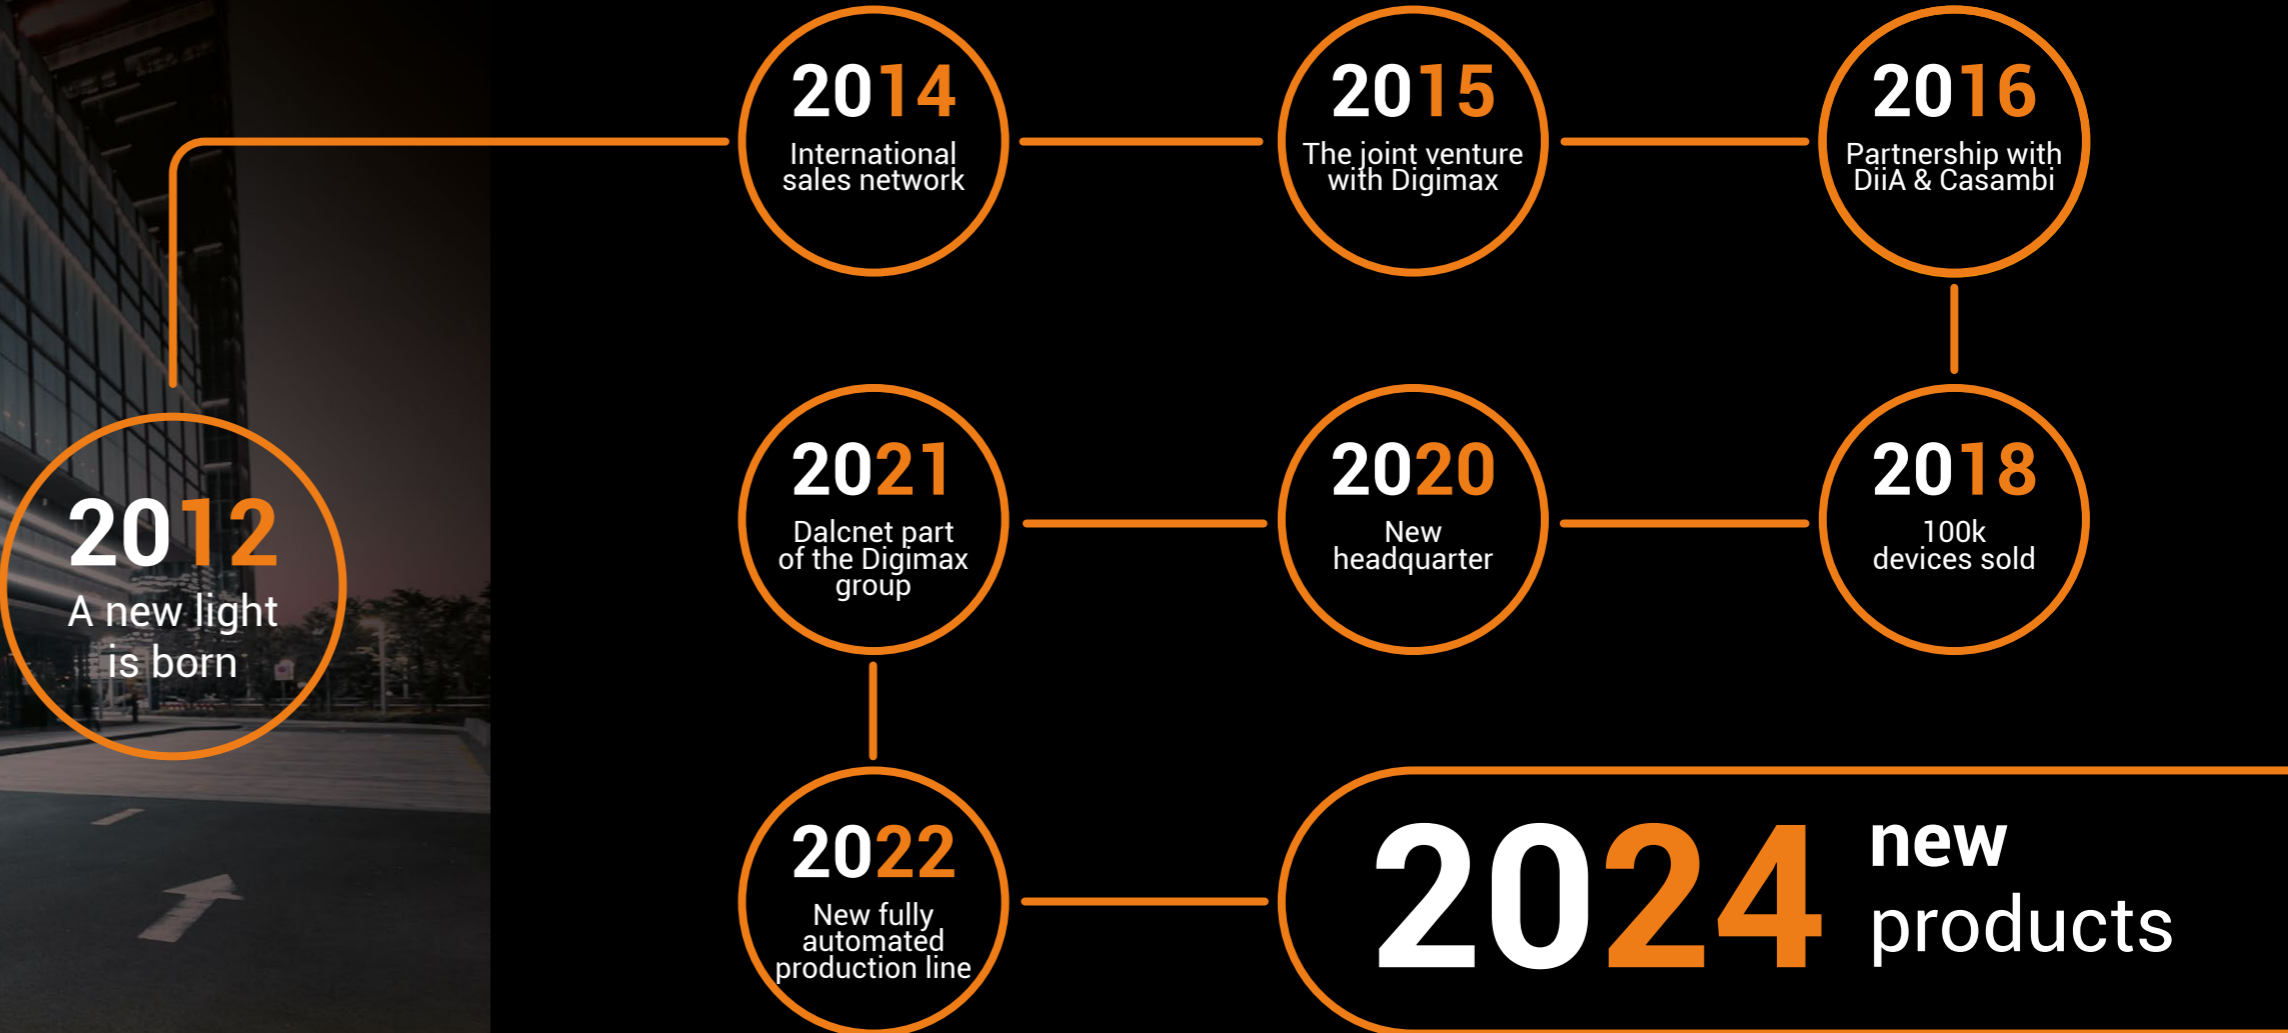 2014
International
sales network
2015
The joint venture
with Digimax
2016
Partnership with
DiiA & Casambi
2012
A new light
is born
2021
Dalcnet part
of the Digimax
group
2020
New
headquarter
2018
100k
devices sold
2022
New fully
automated
production line
2024
new
products